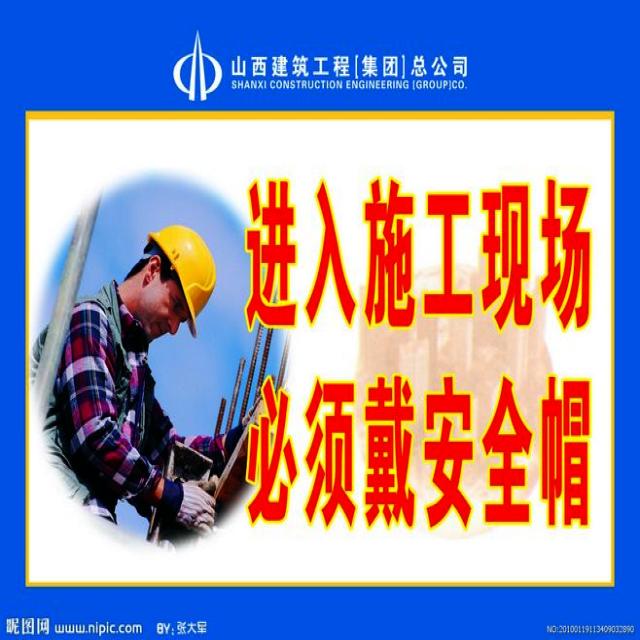 山西建筑工程[集团]总公司
SHANXI CONSTRUCTION ENGINEERING [GROUP]CO.
进入施工现场
必须戴安全帽
昵图网 www.nipic.com BY:张大军
NO:20100119113409032890